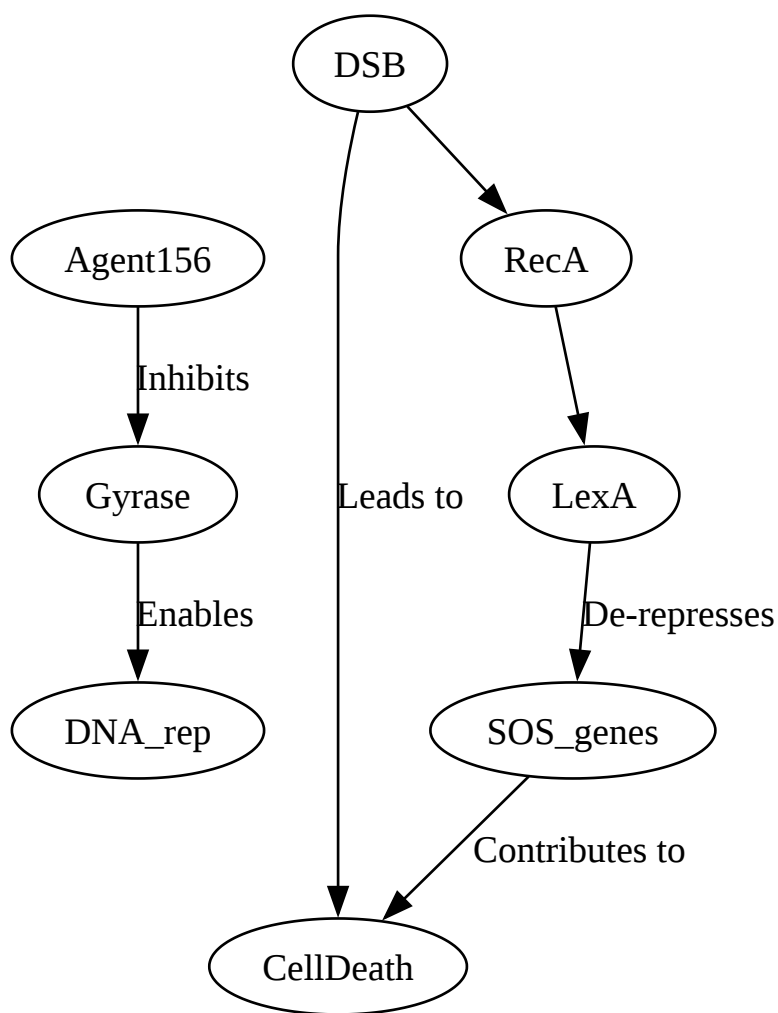 DSB
Agent156
RecA
Inhibits
Gyrase
Leads to
LexA
Enables
De-represses
DNA_rep
SOS_genes
Contributes to
CellDeath